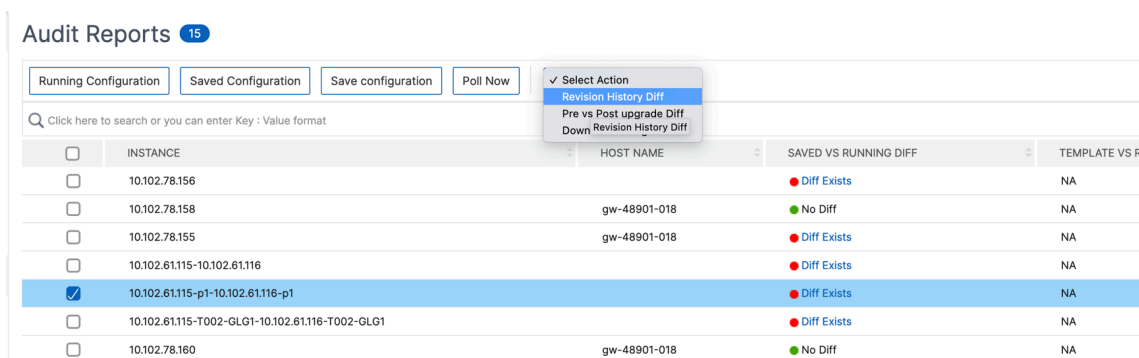 Audit Reports 15
Running Configuration Saved Configuration Save configuration Poll Now ✓ Select Action
Revision History Diff
Pre vs Post upgrade Diff
Click here to search or you can enter Key : Value format
Down
Revision History Diff
INSTANCE HOST NAME SAVED VS RUNNING DIFF TEMPLATE VS R
10.102.78.156 Diff Exists NA
10.102.78.158 gw-48901-018 No Diff NA
10.102.78.155 gw-48901-018 Diff Exists NA
10.102.61.115-10.102.61.116 Diff Exists NA
10.102.61.115-p1-10.102.61.116-p1 Diff Exists NA
10.102.61.115-T002-GLG1-10.102.61.116-T002-GLG1 Diff Exists NA
10.102.78.160 gw-48901-018 No Diff NA